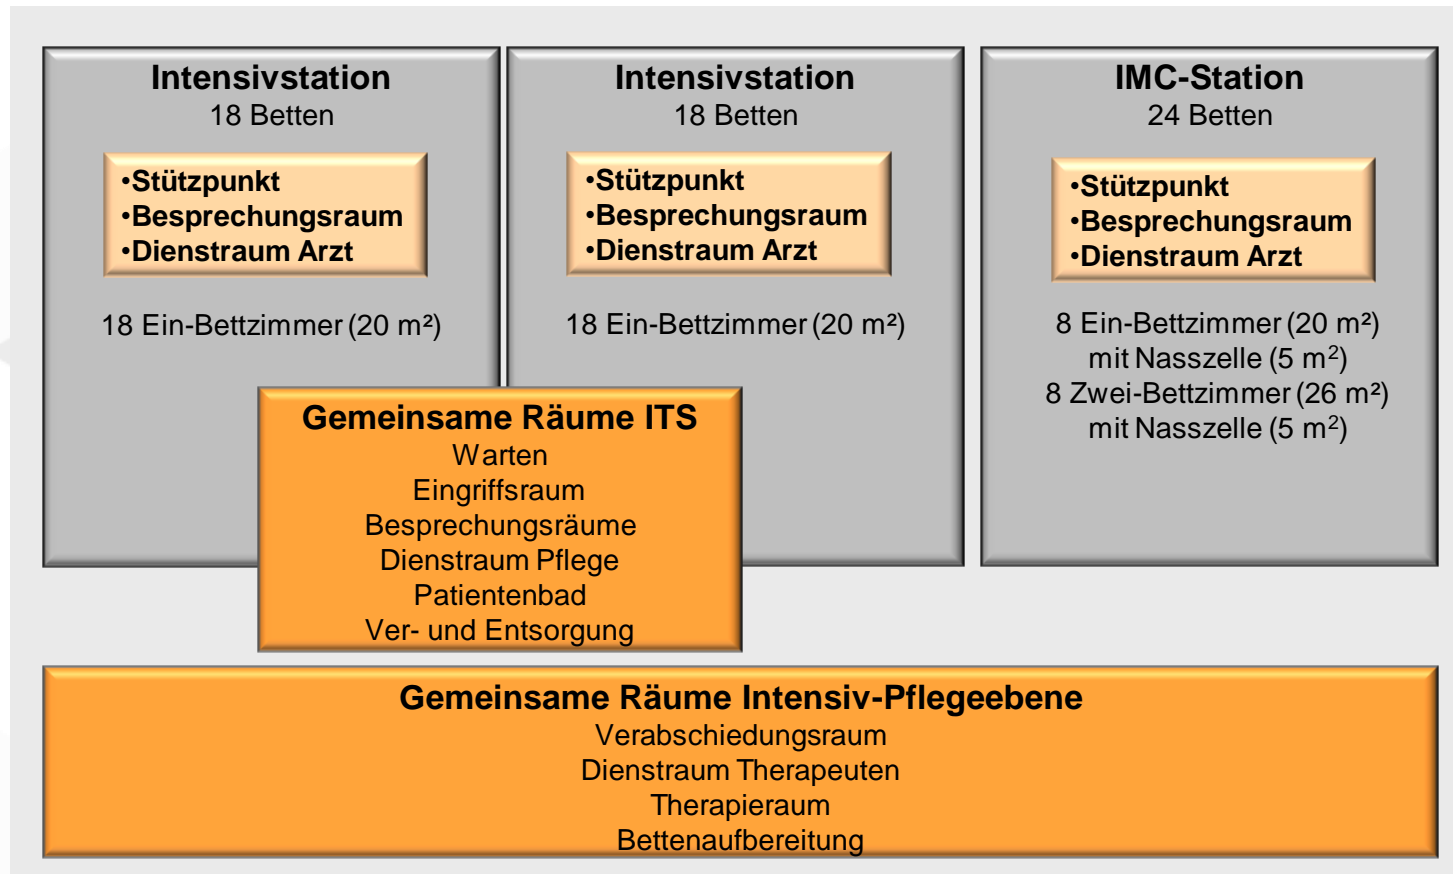 Intensivstation
18 Betten
•Stützpunkt
•Besprechungsraum
•Dienstraum Arzt
18 Ein-Bettzimmer (20 m²)
Intensivstation
18 Betten
•Stützpunkt
•Besprechungsraum
•Dienstraum Arzt
18 Ein-Bettzimmer (20 m²)
IMC-Station
24 Betten
•Stützpunkt
•Besprechungsraum
•Dienstraum Arzt
8 Ein-Bettzimmer (20 m²)
mit Nasszelle (5 m²)
8 Zwei-Bettzimmer (26 m²)
mit Nasszelle (5 m²)
Gemeinsame Räume ITS
Warten
Eingriffsraum
Besprechungsräume
Dienstraum Pflege
Patientenbad
Ver- und Entsorgung
Gemeinsame Räume Intensiv-Pflegeebene
Verabschiedungsraum
Dienstraum Therapeuten
Therapieraum
Bettenaufbereitung